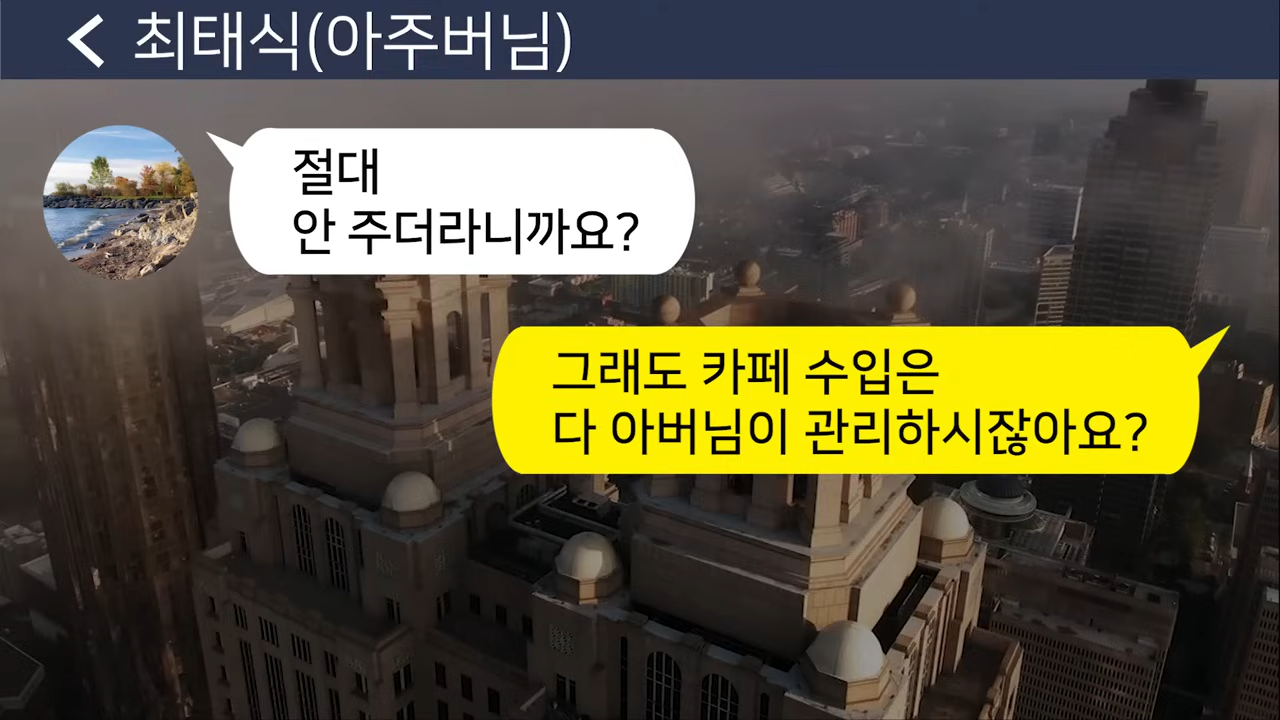 최태식(아주버님)
절대
안 주더라니까요?
그래도 카페 수입은
다 아버님이 관리하시잖아요?